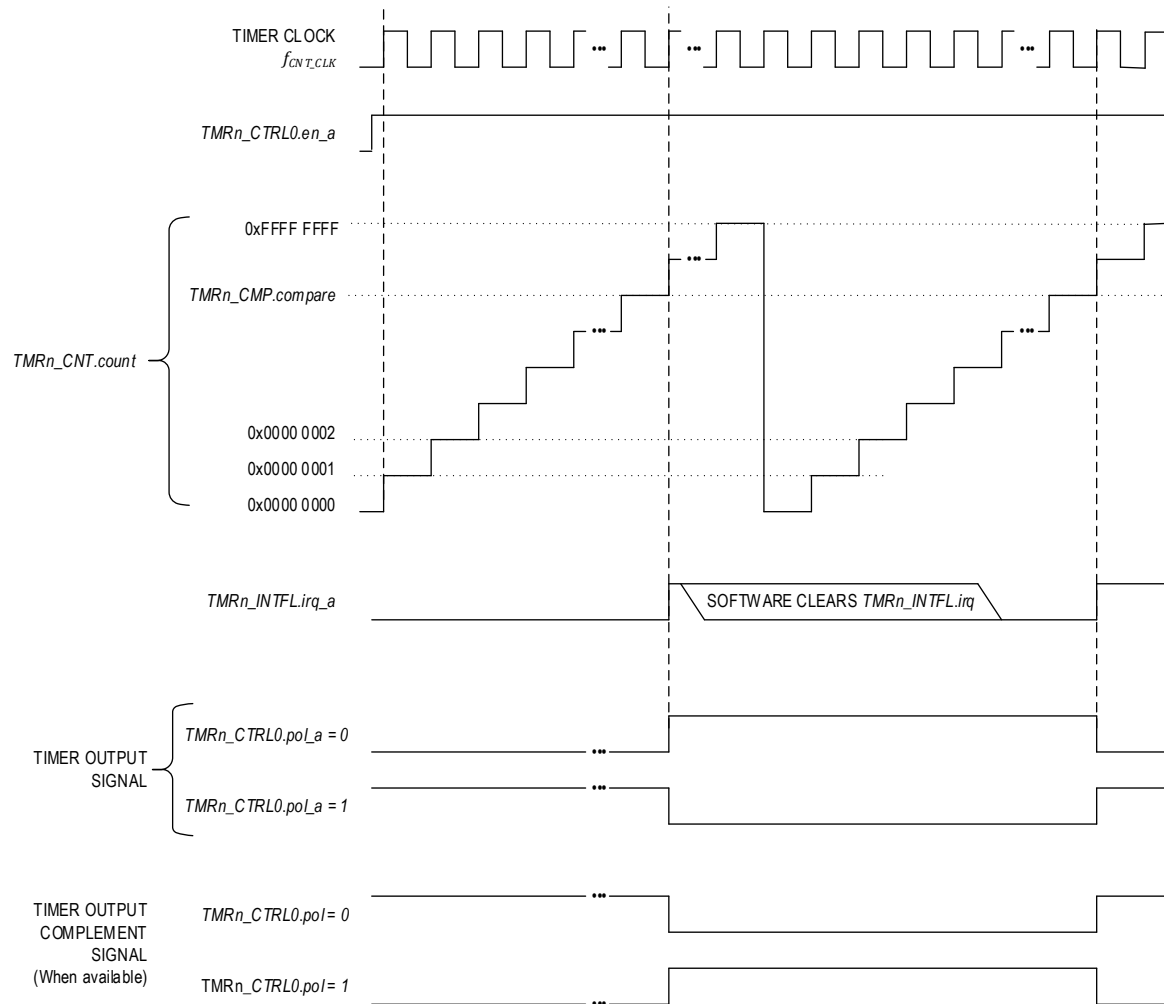 TIMER CLOCK
fCNT_CLK
TMRn_CTRL0.en_a
0xFFFF FFFF
TMRn_CMP.compare
TMRn_CNT.count
0x0000 0002
0x0000 0001
0x0000 0000
TMRn_INTFL.irq_a
SOFTWARE CLEARS TMRn_INTFL.irq
TMRn_CTRL0.pol_a = 0
TIMER OUTPUT
SIGNAL
TMRn_CTRL0.pol_a = 1
TIMER OUTPUT
COMPLEMENT
SIGNAL
(When available)
TMRn_CTRL0.pol = 0
TMRn_CTRL0.pol = 1